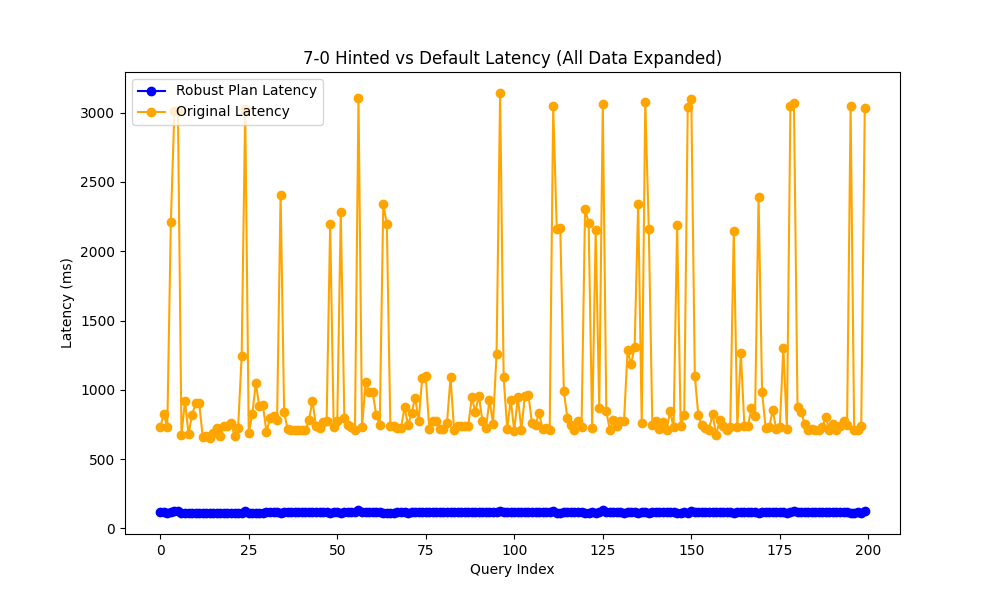 7-0 Hinted vs Default Latency (All Data Expanded)
Robust Plan Latency
Original Latency
Latency (ms)
3000
2500
2000
1500
1000
500
0
0 25 50 75 100 125 150 175 200
Query Index